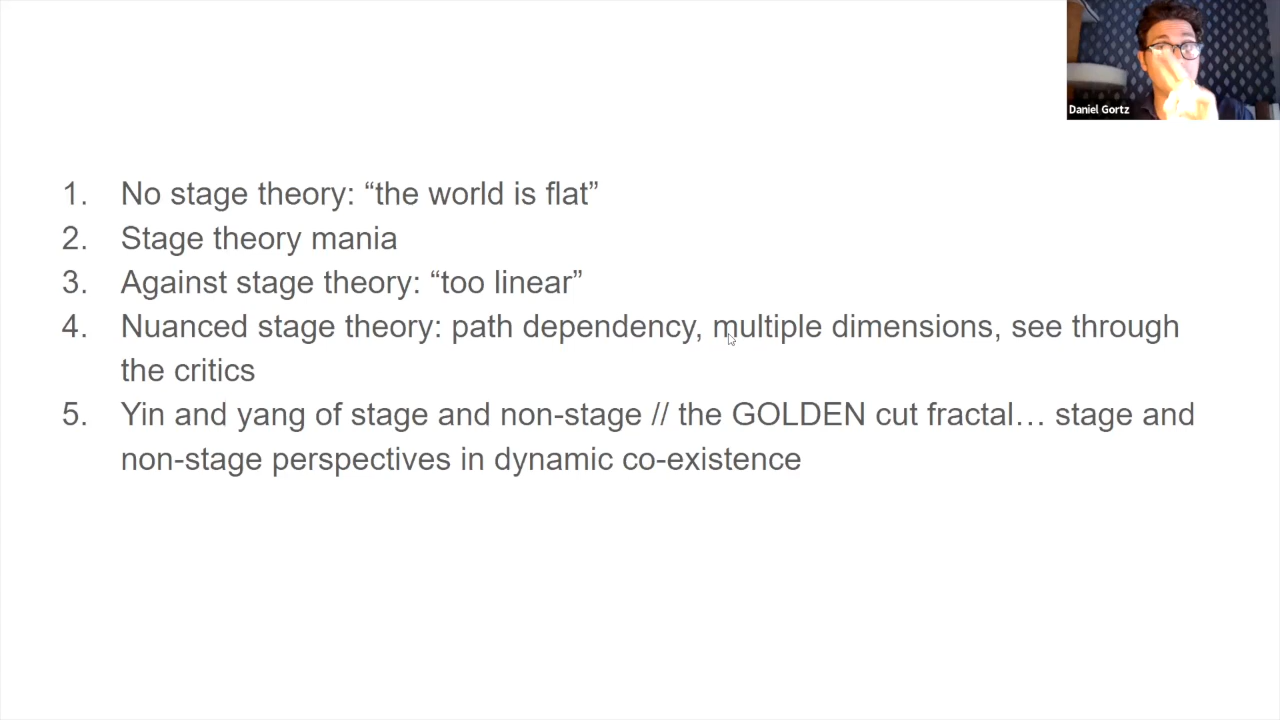 Daniel Gortz
1. No stage theory: “the world is flat”
2. Stage theory mania
3. Against stage theory: “too linear”
4. Nuanced stage theory: path dependency, multiple dimensions, see through
the critics
5. Yin and yang of stage and non-stage // the GOLDEN cut fractal… stage and
non-stage perspectives in dynamic co-existence